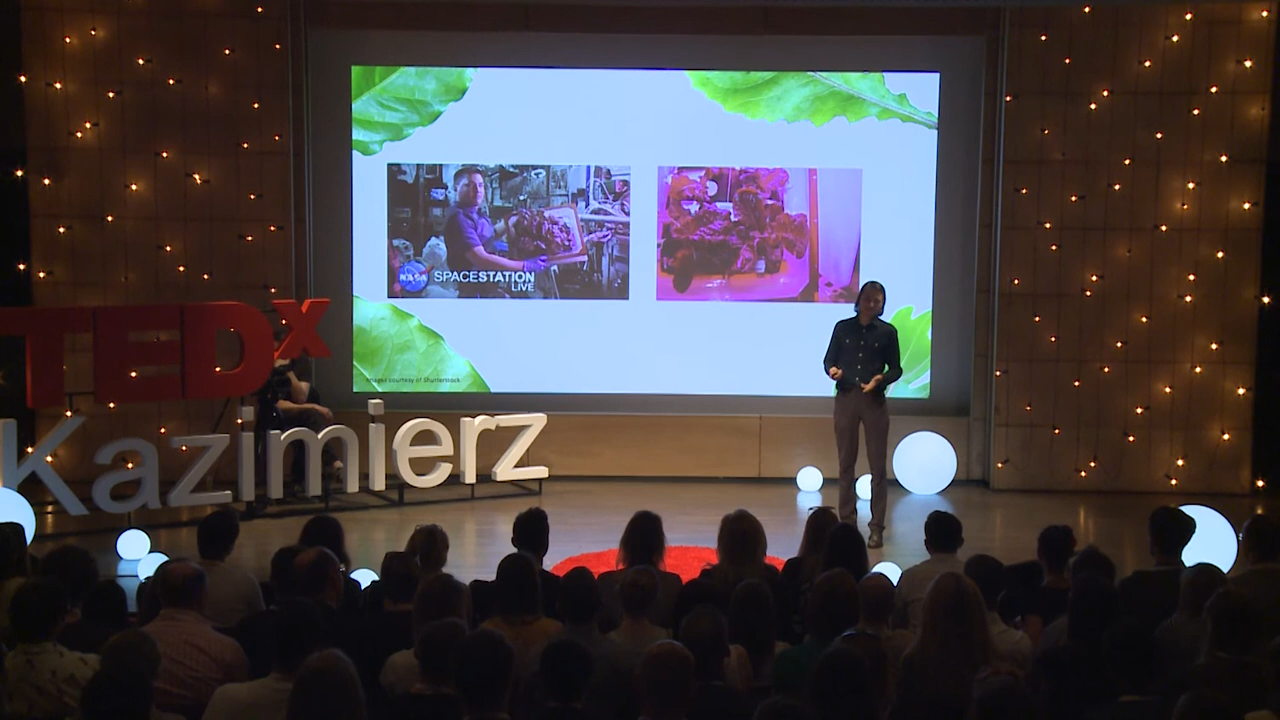 NASA
SPACESTATION
LIVE
Images courtesy of Shutterstock
TEDx
Kazimierz